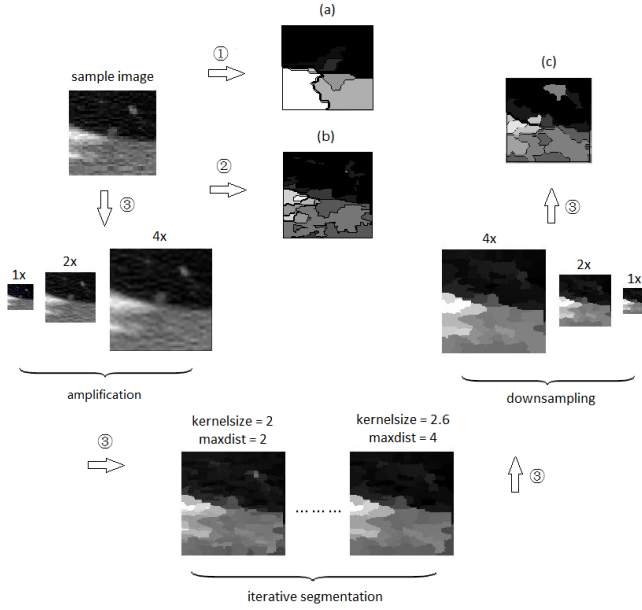 (a)
①
sample image
(c)
(b)
②
③
③
4x
4x
2x
2x
1x
1x
amplification
downsampling
kernelsize = 2
maxdist = 2
kernelsize = 2.6
maxdist = 4
③
③
………
iterative segmentation